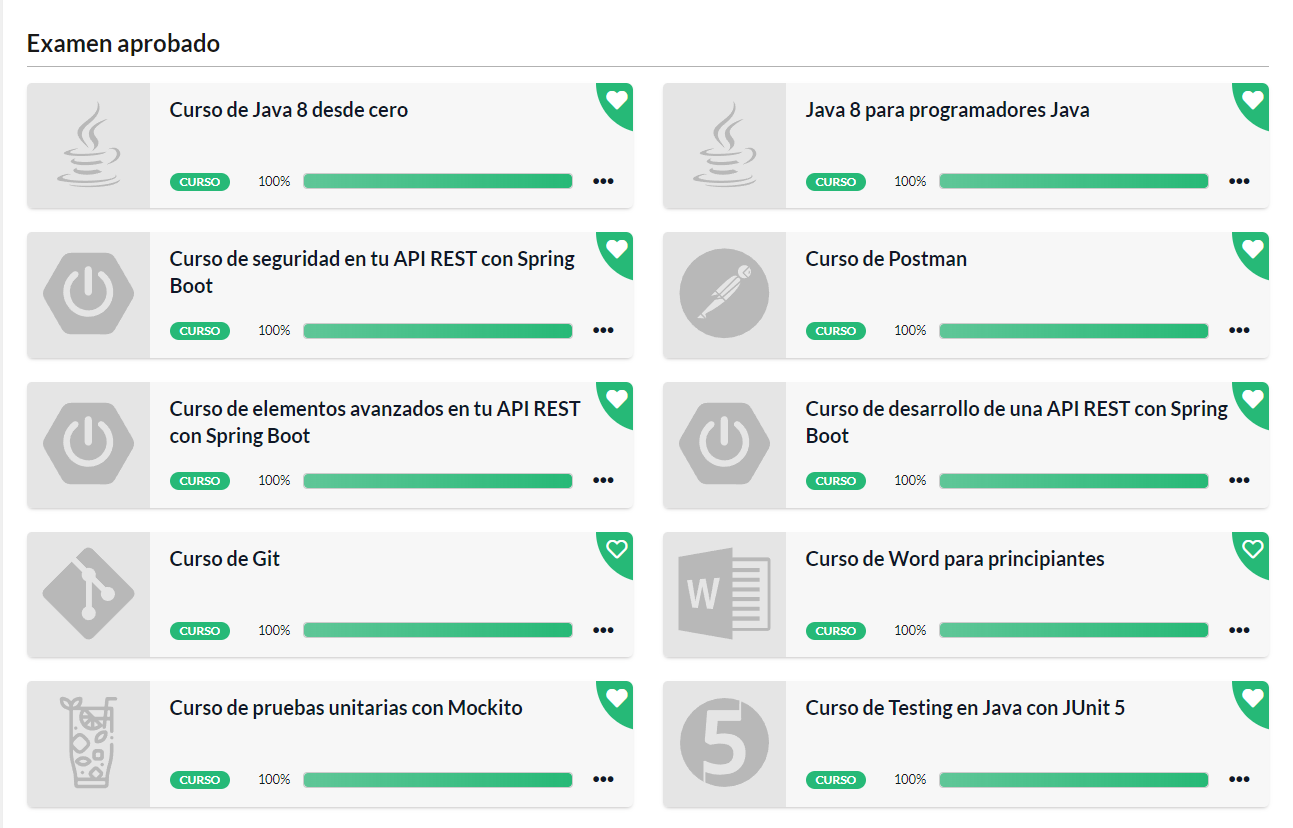 Examen aprobado
Curso de Java 8 desde cero
CURSO 100%
Java 8 para programadores Java
CURSO 100%
Curso de seguridad en tu API REST con Spring
Boot
CURSO 100%
Curso de Postman
CURSO 100%
Curso de elementos avanzados en tu API REST
con Spring Boot
CURSO 100%
Curso de desarrollo de una API REST con Spring
Boot
CURSO 100%
Curso de Git
CURSO 100%
W
Curso de Word para principiantes
CURSO 100%
Curso de pruebas unitarias con Mockito
CURSO 100%
5
Curso de Testing en Java con JUnit 5
CURSO 100%